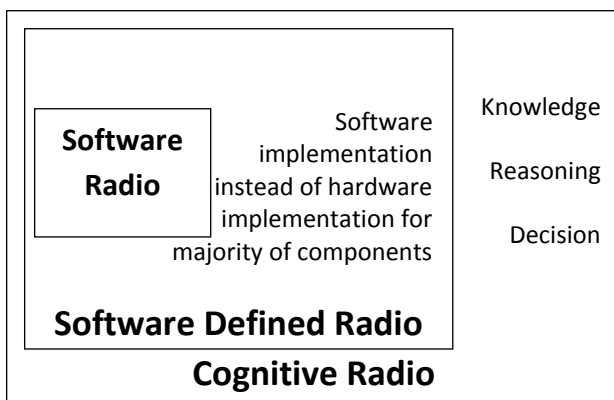 Software
Radio
Software
implementation
instead of hardware
implementation for
majority of components
Knowledge
Reasoning
Decision
Software Defined Radio
Cognitive Radio